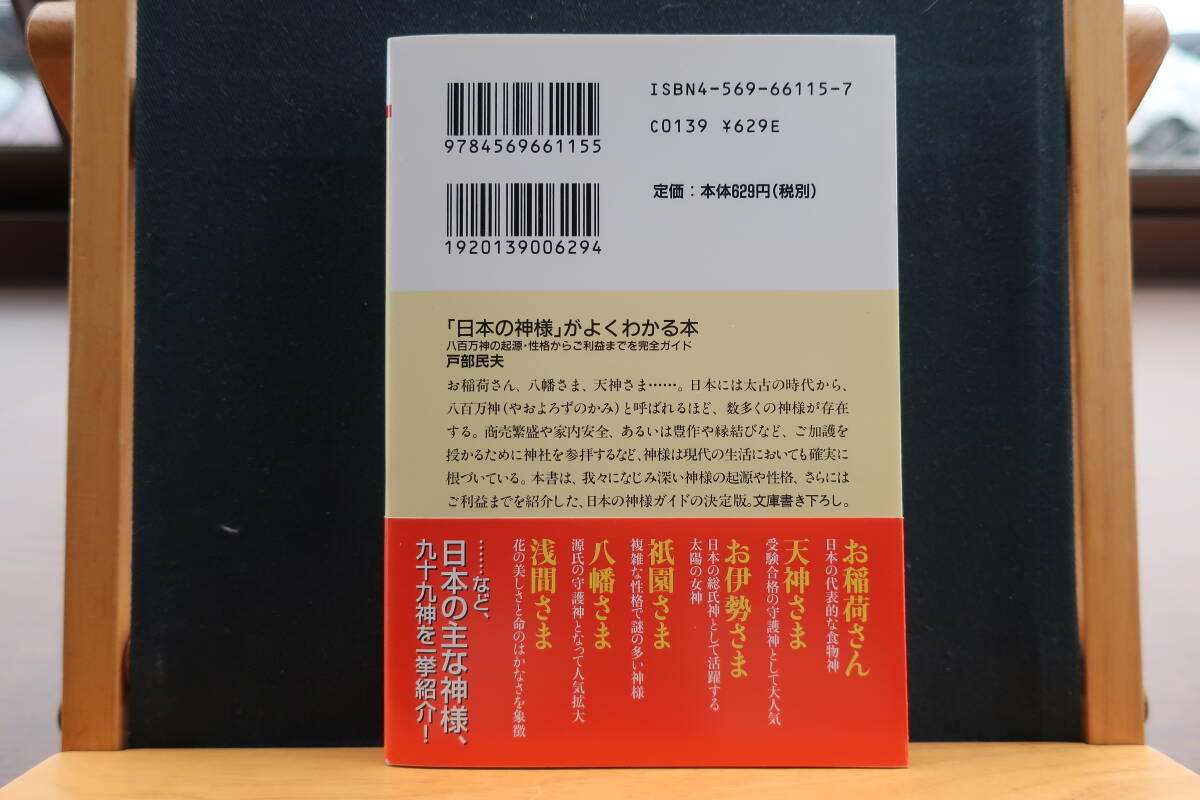 ISBN4-569-66115-7
C0139 ¥629E
9784569661155
定価：本体629円(税別)
1920139006294
「日本の神様」がよくわかる本
八百万神の起源・性格からご利益までを完全ガイド
戸部民夫
お稲荷さん、八幡さま、天神さま……。日本には太古の時代から、
八百万神（やおよろずのかみ）と呼ばれるほど、数多くの神様が存在
する。商売繁盛や家内安全、あるいは豊作や縁結びなど、ご加護を
授かるために神社を参拝するなど、神様は現代の生活においても確実に
根づいている。本書は、我々になじみ深い神様の起源や性格、さらには
ご利益までを紹介した、日本の神様ガイドの決定版。文庫書き下ろし。
お稲荷さん
日本の代表的な食物神
天神さま
受験合格の守護神として大人気
お伊勢さま
日本の総氏神として活躍する
太陽の女神
祇園さま
複雑な性格で謎の多い神様
八幡さま
源氏の守護神となって人気拡大
浅間さま
花の美しさと命のはかなさを象徴
……など、
日本の主な神様、
九十九神を一挙紹介！